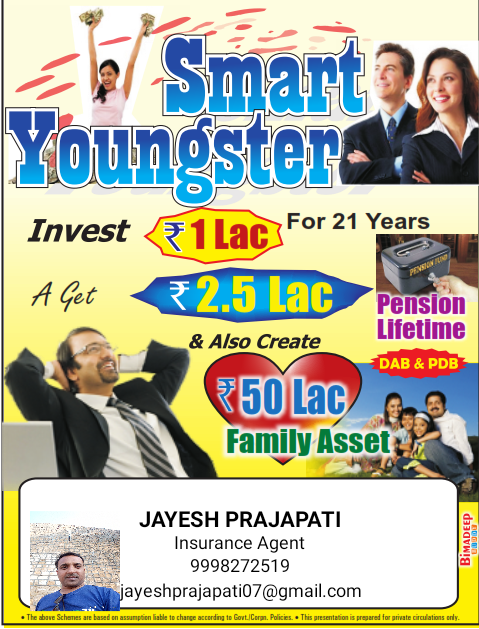 Smart
Youngster
Invest ₹ 1 Lac For 21 Years
A Get ₹ 2.5 Lac
PENSION FUND
Pension
Lifetime
& Also Create
DAB & PDB
₹ 50 Lac
Family Asset
JAYESH PRAJAPATI
Insurance Agent
9998272519
jayeshprajapati07@gmail.com
BIMADEEP
• The above Schemes are based on assumption liable to change according to Govt./Corpn. Policies. • This presentation is prepared for private circulations only.